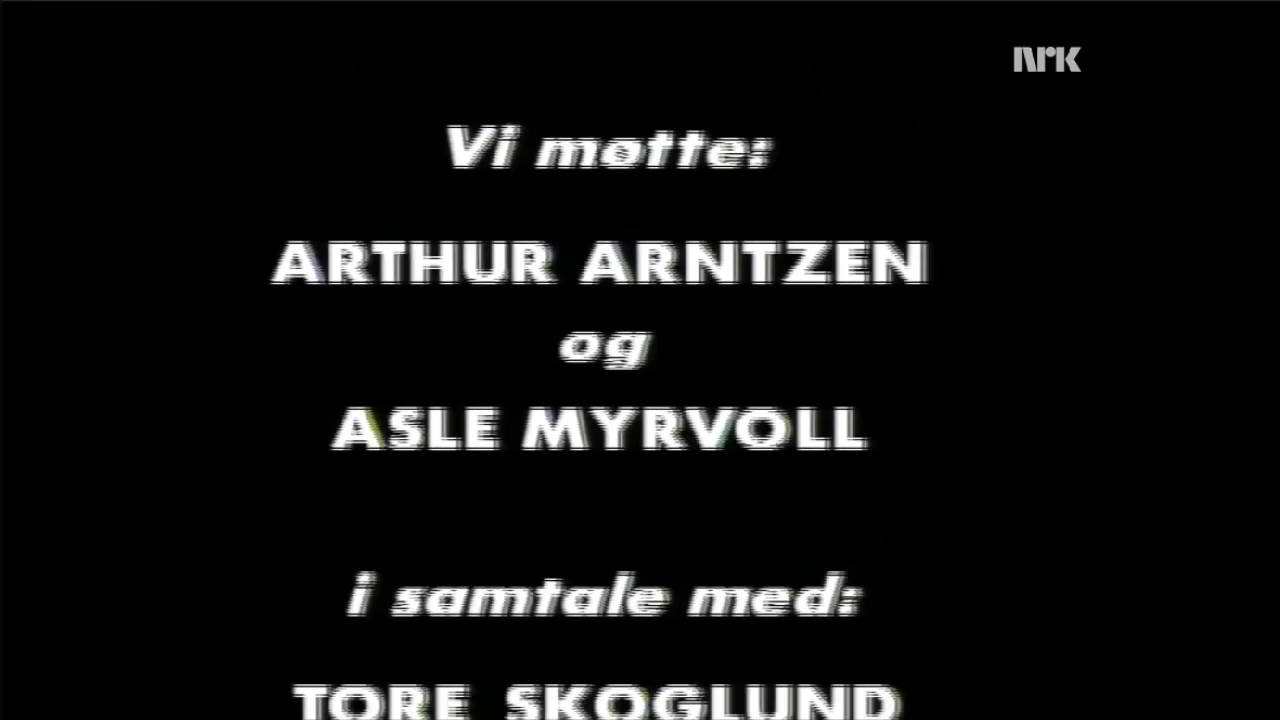 NRK
Vi møtte:
ARTHUR ARNTZEN
og
ASLE MYRVOLL
i samtale med:
TORE SKOGLUND